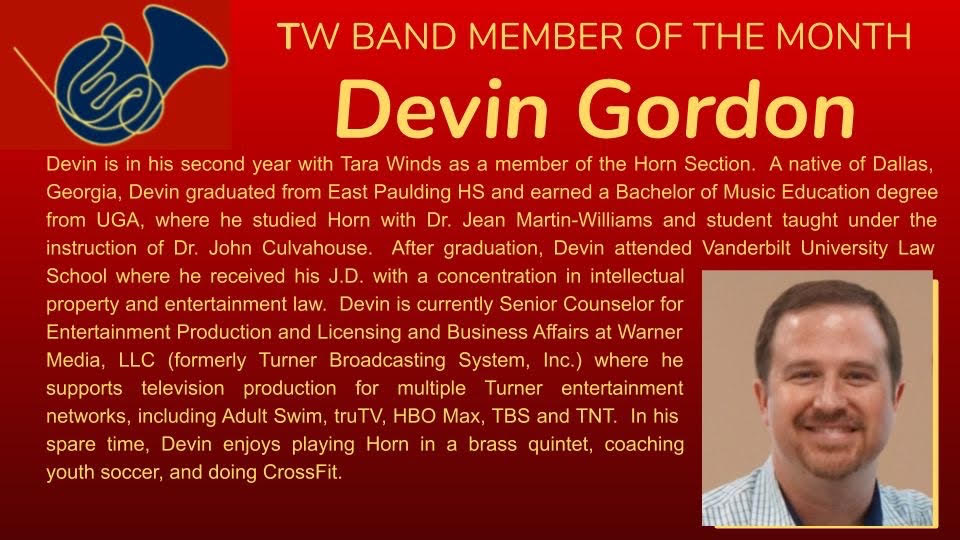 TW BAND MEMBER OF THE MONTH
Devin Gordon
Devin is in his second year with Tara Winds as a member of the Horn Section. A native of Dallas,
Georgia, Devin graduated from East Paulding HS and earned a Bachelor of Music Education degree
from UGA, where he studied Horn with Dr. Jean Martin-Williams and student taught under the
instruction of Dr. John Culvahouse. After graduation, Devin attended Vanderbilt University Law
School where he received his J.D. with a concentration in intellectual
property and entertainment law. Devin is currently Senior Counselor for
Entertainment Production and Licensing and Business Affairs at Warner
Media, LLC (formerly Turner Broadcasting System, Inc.) where he
supports television production for multiple Turner entertainment
networks, including Adult Swim, truTV, HBO Max, TBS and TNT. In his
spare time, Devin enjoys playing Horn in a brass quintet, coaching
youth soccer, and doing CrossFit.